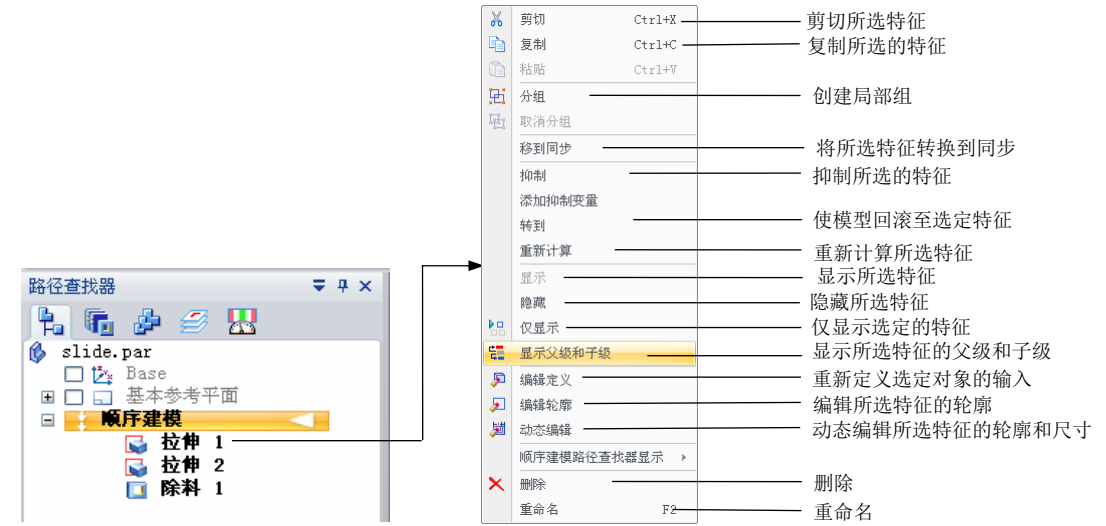 剪切 Ctrl+X 剪切所选特征
复制 Ctrl+C 复制所选的特征
粘贴 Ctrl+V
分组 创建局部组
取消分组
移到同步 将所选特征转换到同步
抑制 抑制所选的特征
添加抑制变量
转到 使模型回滚至选定特征
重新计算 重新计算所选特征
显示 显示所选特征
隐藏 隐藏所选特征
仅显示 仅显示选定的特征
显示父级和子级 显示所选特征的父级和子级
编辑定义 重新定义选定对象的输入
编辑轮廓 编辑所选特征的轮廓
动态编辑 动态编辑所选特征的轮廓和尺寸
顺序建模路径查找器显示
删除 删除
重命名 F2 重命名
路径查找器
slide.par
Base
基本参考平面
顺序建模
拉伸 1
拉伸 2
除料 1